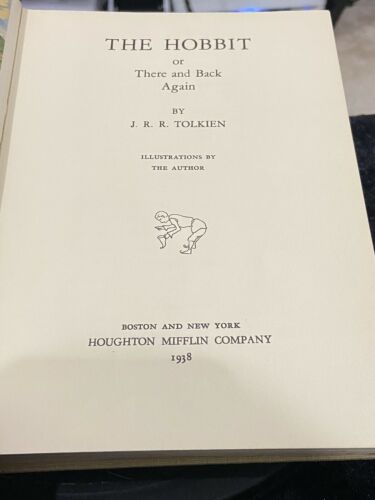 THE HOBBIT
or
There and Back
Again
BY
J. R. R. TOLKIEN
ILLUSTRATIONS BY
THE AUTHOR
BOSTON AND NEW YORK
HOUGHTON MIFFLIN COMPANY
1938